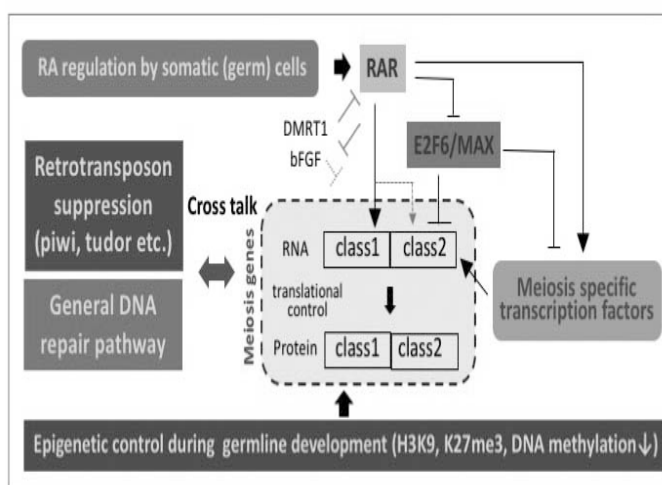 RA regulation by somatic (germ) cells
RAR
DMRT1
bFGF
E2F6/MAX
Retrotransposon
suppression
(piwi, tudor etc.)
Cross talk
General DNA
repair pathway
Meiosis genes
RNA
class1
class2
translational
control
Protein
class1
class2
Meiosis specific
transcription factors
Epigenetic control during germline development (H3K9, K27me3, DNA methylation↓)